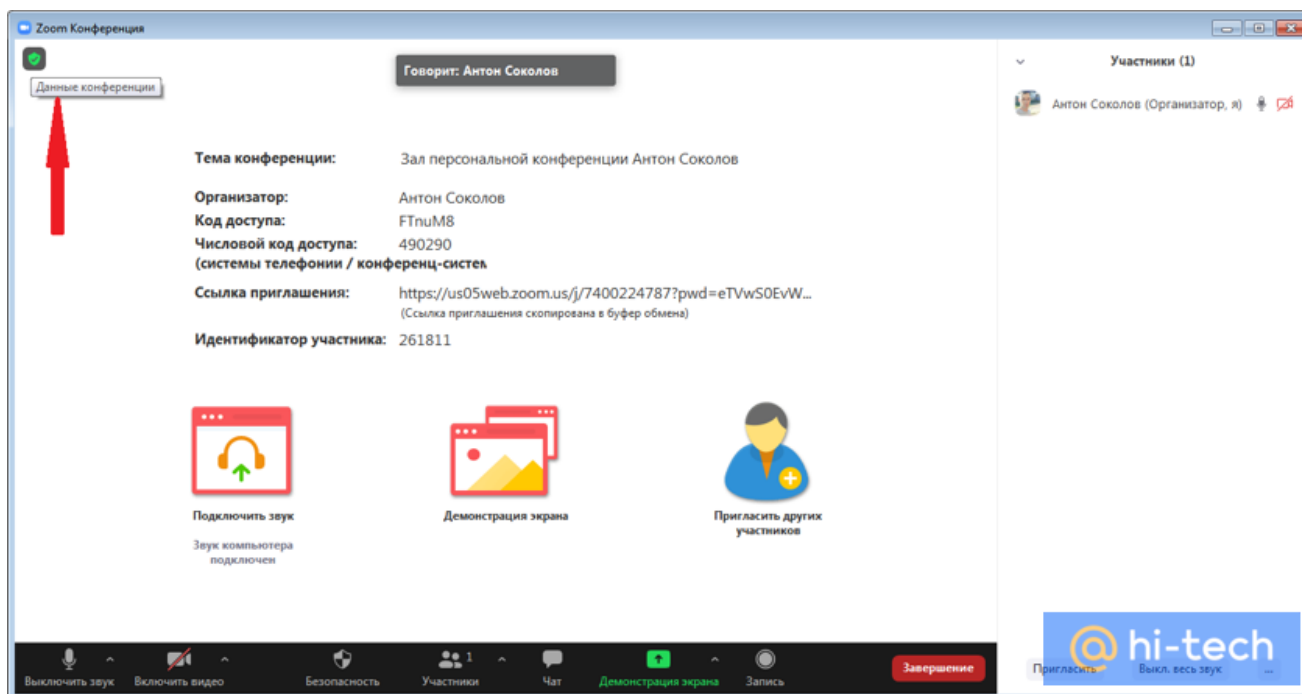 Zoom Конференция
Данные конференции
Говорит: Антон Соколов
Участники (1)
Антон Соколов (Организатор, я)
Тема конференции: Зал персональной конференции Антон Соколов
Организатор: Антон Соколов
Код доступа: FTnuM8
Числовой код доступа: 490290
(системы телефонии / конференц-систем
Ссылка приглашения: https://us05web.zoom.us/j/7400224787?pwd=eTVwS0EvW...
(Ссылка приглашения скопирована в буфер обмена)
Идентификатор участника: 261811
Подключить звук
Звук компьютера
подключен
Демонстрация экрана
Пригласить других
участников
1
Выключить звук Включить видео Безопасность Участники Чат Демонстрация экрана Запись Завершение
Пригласить Выкл. весь звук ...
@ hi-tech